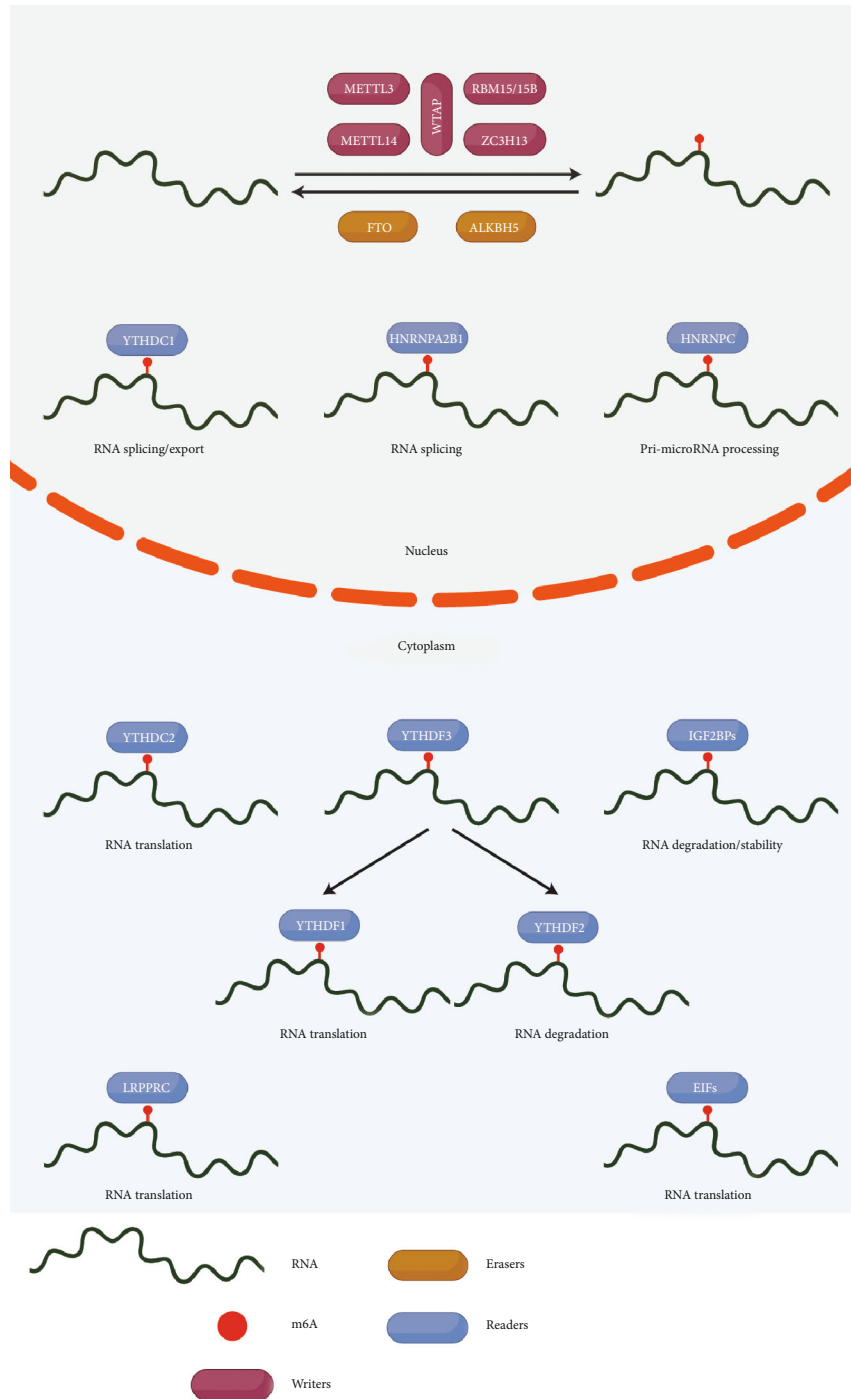 METTL3
WTAP
RBM15/15B
METTL14
ZC3H13
FTO
ALKBH5
YTHDC1
HNRNPA2B1
HNRNPC
RNA splicing/export
RNA splicing
Pri-microRNA processing
Nucleus
Cytoplasm
YTHDC2
YTHDF3
IGF2BPs
RNA translation
RNA degradation/stability
YTHDF1
YTHDF2
RNA translation
RNA degradation
LRPPRC
EIFs
RNA translation
RNA translation
RNA
Erasers
m6A
Readers
Writers